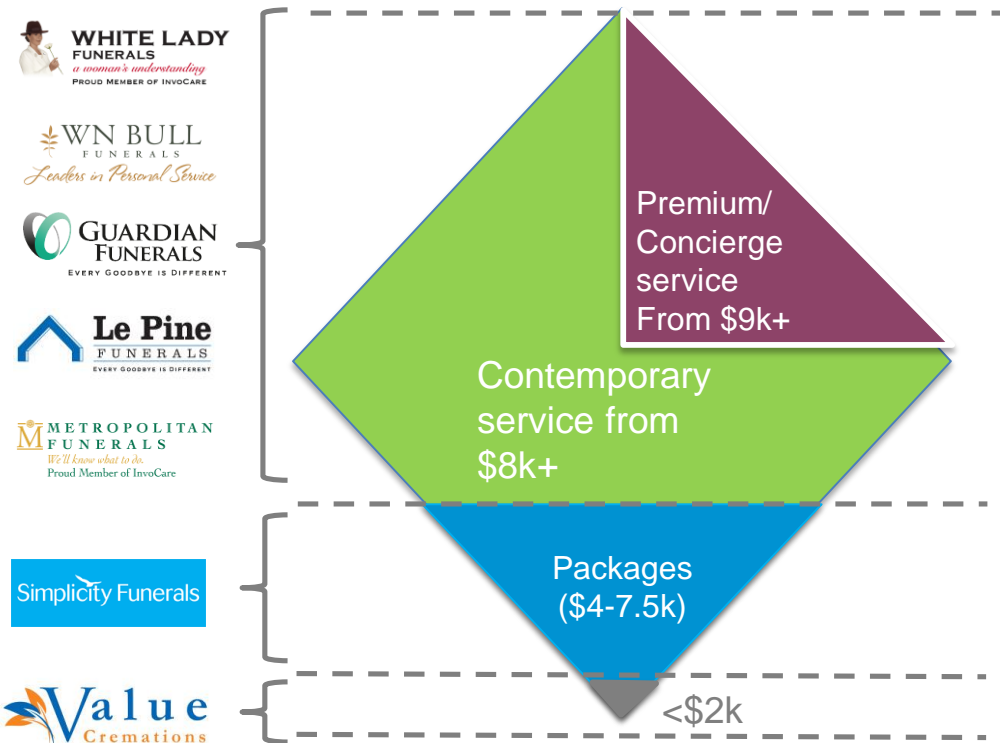 WHITE LADY
FUNERALS
a woman's understanding
PROUD MEMBER OF INVOCARE
WN BULL
FUNERALS
Leaders in Personal Service
GUARDIAN
FUNERALS
EVERY GOODBYE IS DIFFERENT
Le Pine
FUNERALS
EVERY GOODBYE IS DIFFERENT
M METROPOLITAN
FUNERALS
We'll know what to do.
Proud Member of InvoCare
Simplicity Funerals
Value
Cremations
Premium/
Concierge
service
From $9k+
Contemporary
service from
$8k+
Packages
($4-7.5k)
<$2k